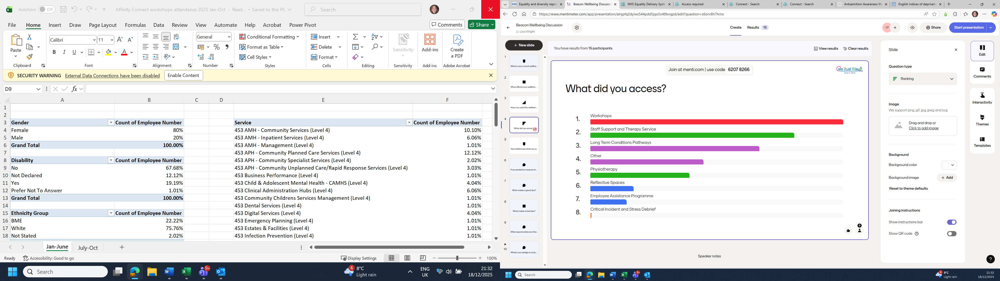 AutoSave Off Affinity Connect workshops attendance 2025 Jan-Oct - Read... • Saved to this PC Search
File Home Insert Draw Page Layout Formulas Data Review View Automate Help Acrobat Power Pivot Comments Share
Paste Calibri 11 General Conditional Formatting Insert
Format as Table Delete Sensitivity Add-ins Create a PDF
B I U Cell Styles Format
Clipboard Font Alignment Number Styles Cells Editing Sensitivity Add-ins Adobe Acrobat
SECURITY WARNING External Data Connections have been disabled Enable Content
D9 fx
A B C D E F
1
2
3 Gender Count of Employee Number Service Count of Employee Number
4 Female 80% 453 AMH - Community Services (Level 4) 10.10%
5 Male 20% 453 AMH - Inpatient Services (Level 4) 6.06%
6 Grand Total 100.00% 453 AMH - Management (Level 4) 1.01%
7 453 APH - Community Planned Care Services (Level 4) 12.12%
8 Disability Count of Employee Number 453 APH - Community Specialist Services (Level 4) 2.02%
9 No 67.68% 453 APH - Community Unplanned Care/Rapid Response Services (Level 4) 3.03%
10 Not Declared 12.12% 453 Business Performance (Level 4) 1.01%
11 Yes 19.19% 453 Child & Adolescent Mental Health - CAMHS (Level 4) 4.04%
12 Prefer Not To Answer 1.01% 453 Clinical Administration Hubs (Level 4) 6.06%
13 Grand Total 100.00% 453 Community Childrens Services Management (Level 4) 1.01%
14 453 Dental Services (Level 4) 1.01%
15 Ethnicity Group Count of Employee Number 453 Digital Services (Level 4) 4.04%
16 BME 22.22% 453 Emergency Planning (Level 4) 1.01%
17 White 75.76% 453 Estates & Facilities (Level 4) 1.01%
18 Not Stated 2.02% 453 Infection Prevention (Level 4) 1.01%
Jan-June July-Oct
Ready Accessibility: Good to go Display Settings 100%
Search 9+ 6 8°C Light rain ENG UK 21:32 18/12/2025
Equality and diversity report Beacon Wellbeing Discussio NHS Equality Delivery Syste Access required Connect - Search Connect - Search Antisemitism Awareness We English indices of deprivatic
https://www.mentimeter.com/app/presentation/alnjpfq2dyiws544pdd5jqo5c48bvqpd/edit?question=z6orv8h7hrnx
Beacon Wellbeing Discussion
Lisa Wright
Create Results 15 CF Share Start presentation
New slide
You have results from 15 participants. View results Clear results
1 What is your current wellbei...
2 What affects your wellbein...
3 Have you used the wellbein...
4 What did you acces CF
5 How helpful was what you a...
6 If we wanted to measure th...
7 What makes a good day?
8 What makes a bad day?
9 What opportunities are ther...
10 What's your pledge to inclu...
Join at menti.com | use code 6207 8266
Care Trust Way
Time to Think
What did you access?
1. Workshops
2. Staff Support and Therapy Service
3. Long Term Conditions Pathways
4. Other
5. Physiotherapy
6. Reflective Spaces
7. Employee Assistance Programme
8. Critical Incident and Stress Debrief
9
Speaker notes
Slide
Question type
Ranking
Image
We support png, gif, jpg, jpeg and svg
Drag and drop or
Click to add image
Background
Background color
Background image Add
Reset to theme defaults
Joining instructions
Show instructions bar
Show QR code
Edit
Comments
Interactivity
Themes
Templates
Search 9+ 6 8°C Light rain 21:32 18/12/2025